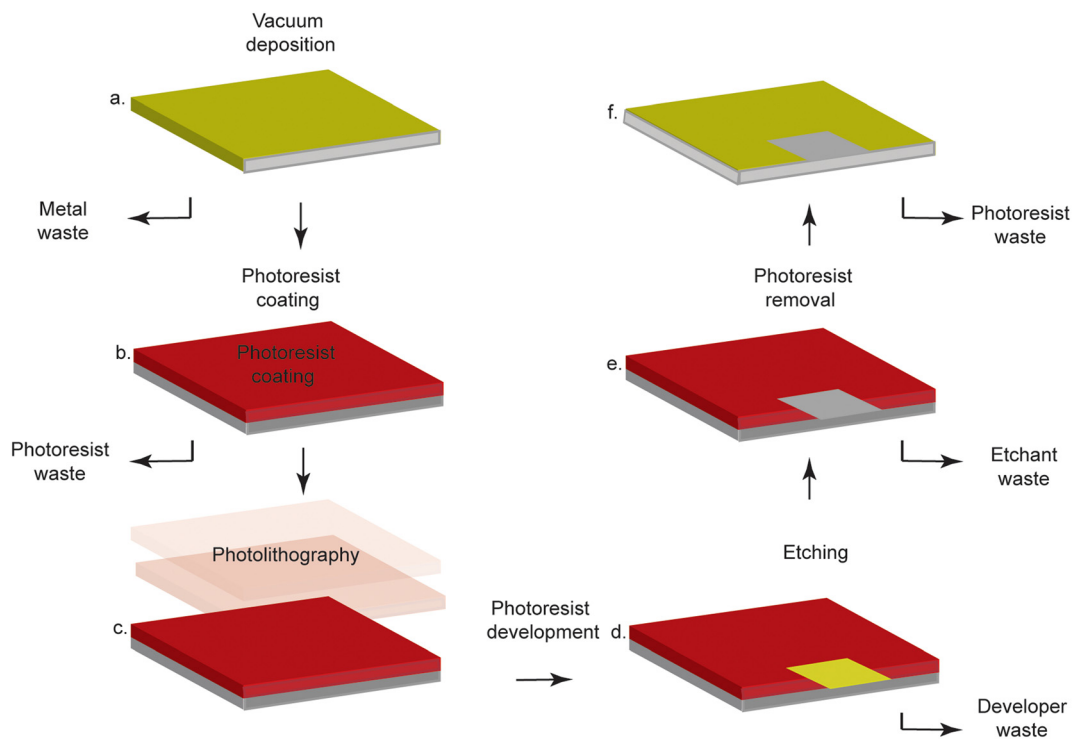 Vacuum
deposition
a.
Metal
waste
Photoresist
coating
b.
Photoresist
coating
Photoresist
waste
Photolithography
c.
Photoresist
development
d.
Developer
waste
Etching
e.
Etchant
waste
Photoresist
removal
f.
Photoresist
waste